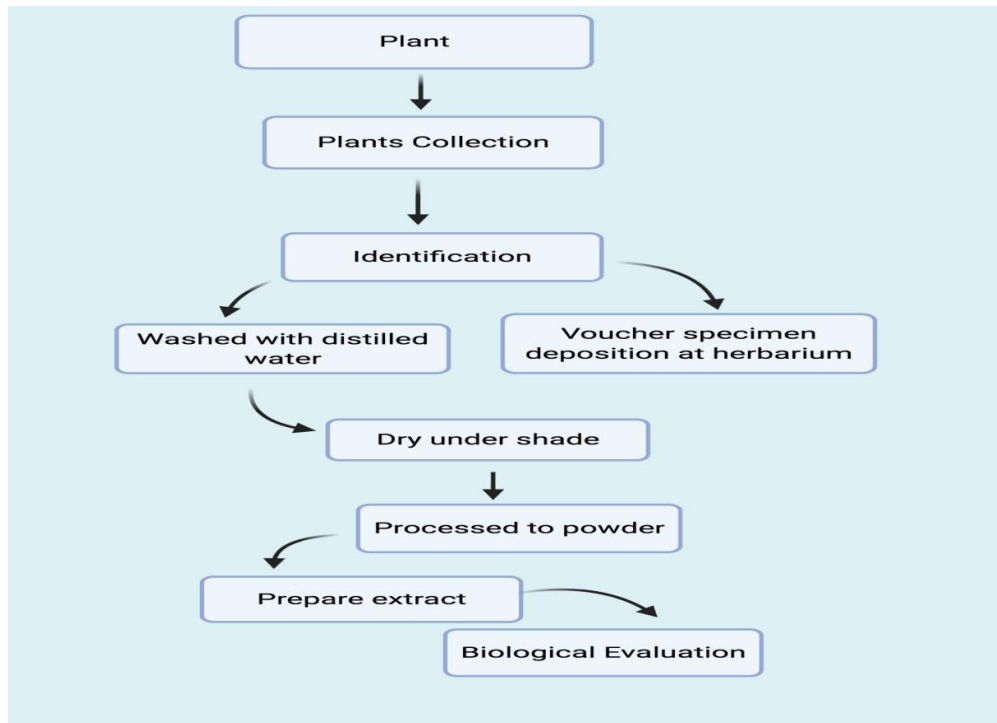 Plant
Plants Collection
Identification
Washed with distilled
water
Voucher specimen
deposition at herbarium
Dry under shade
Processed to powder
Prepare extract
Biological Evaluation